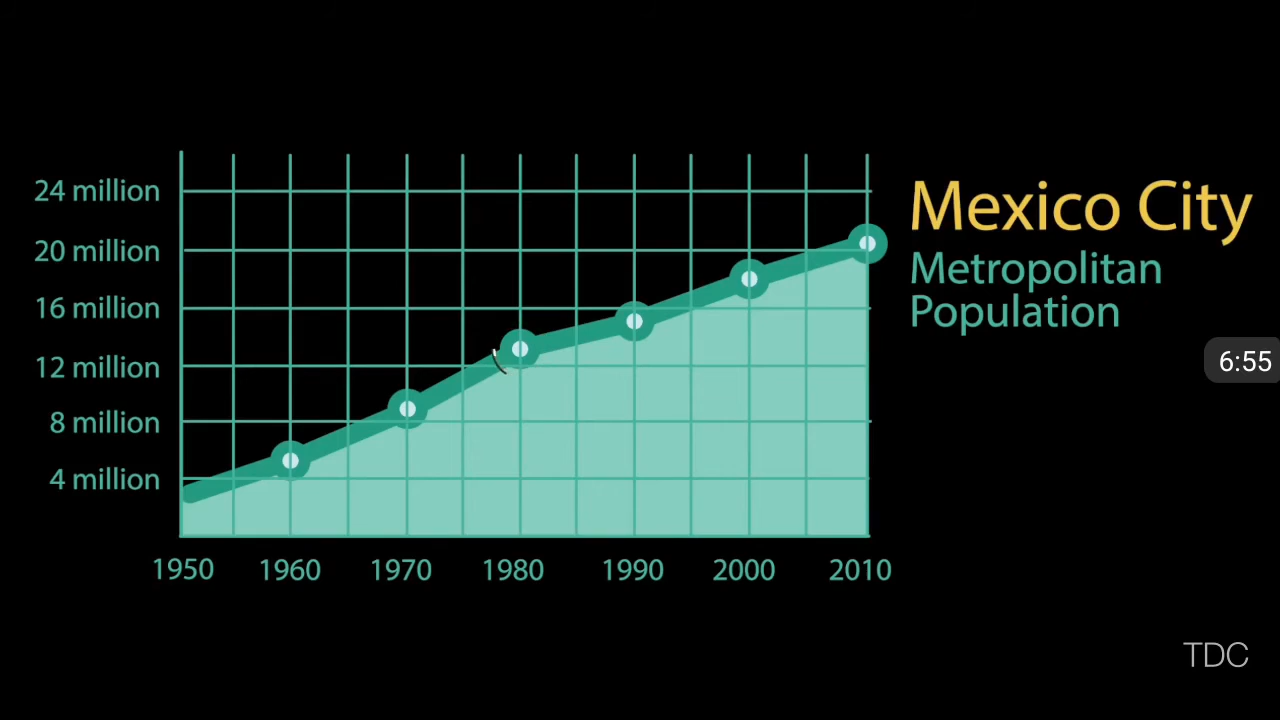 24 million
20 million
16 million
12 million
8 million
4 million
1950 1960 1970 1980 1990 2000 2010
Mexico City
Metropolitan
Population
6:55
TDC